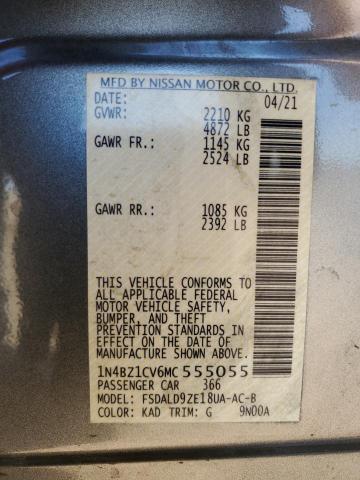 MFD BY NISSAN MOTOR CO., LTD.
DATE: 04/21
GVWR: 2210 KG
4872 LB
GAWR FR.: 1145 KG
2524 LB
GAWR RR.: 1085 KG
2392 LB
THIS VEHICLE CONFORMS TO
ALL APPLICABLE FEDERAL
MOTOR VEHICLE SAFETY,
BUMPER, AND THEFT
PREVENTION STANDARDS
IN EFFECT ON THE DATE OF
MANUFACTURE SHOWN ABOVE.
1N4BZ1CV6MC 555055
PASSENGER CAR 366
MODEL: FSDALD9ZE18UA-AC-B
COLOR: KAD TRIM: G 9N00A